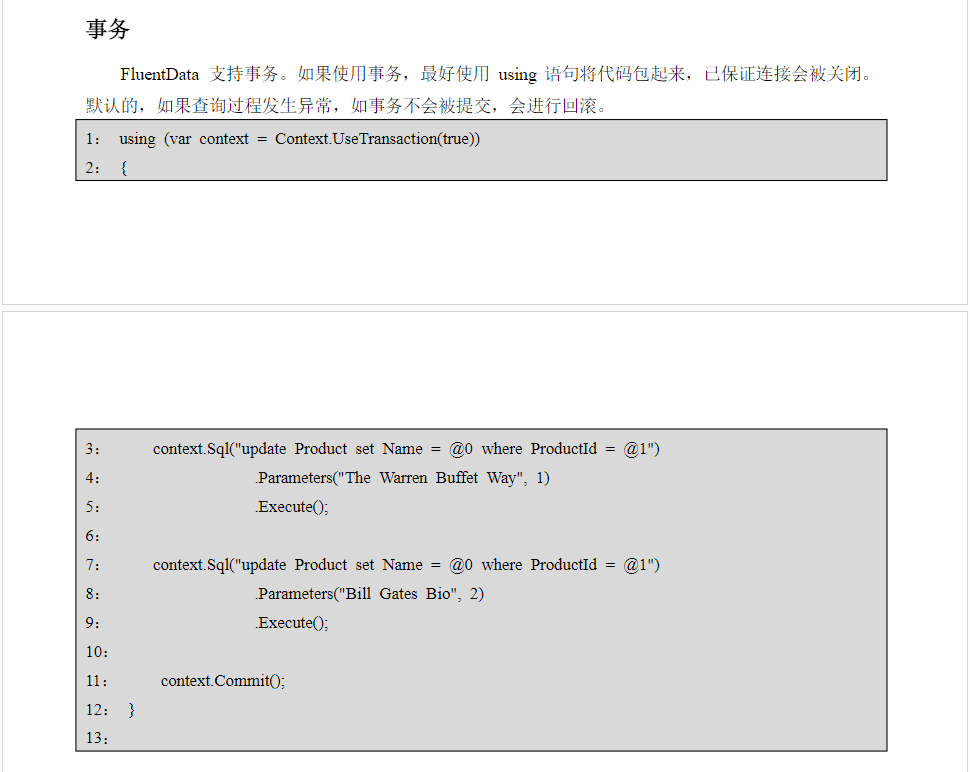 事务
FluentData 支持事务。如果使用事务，最好使用 using 语句将代码包起来，已保证连接会被关闭。
默认的，如果查询过程发生异常，如事务不会被提交，会进行回滚。
1： using (var context = Context.UseTransaction(true))
2： {
3： context.Sql("update Product set Name = @0 where ProductId = @1")
4： .Parameters("The Warren Buffet Way", 1)
5： .Execute();
6：
7： context.Sql("update Product set Name = @0 where ProductId = @1")
8： .Parameters("Bill Gates Bio", 2)
9： .Execute();
10：
11： context.Commit();
12： }
13：